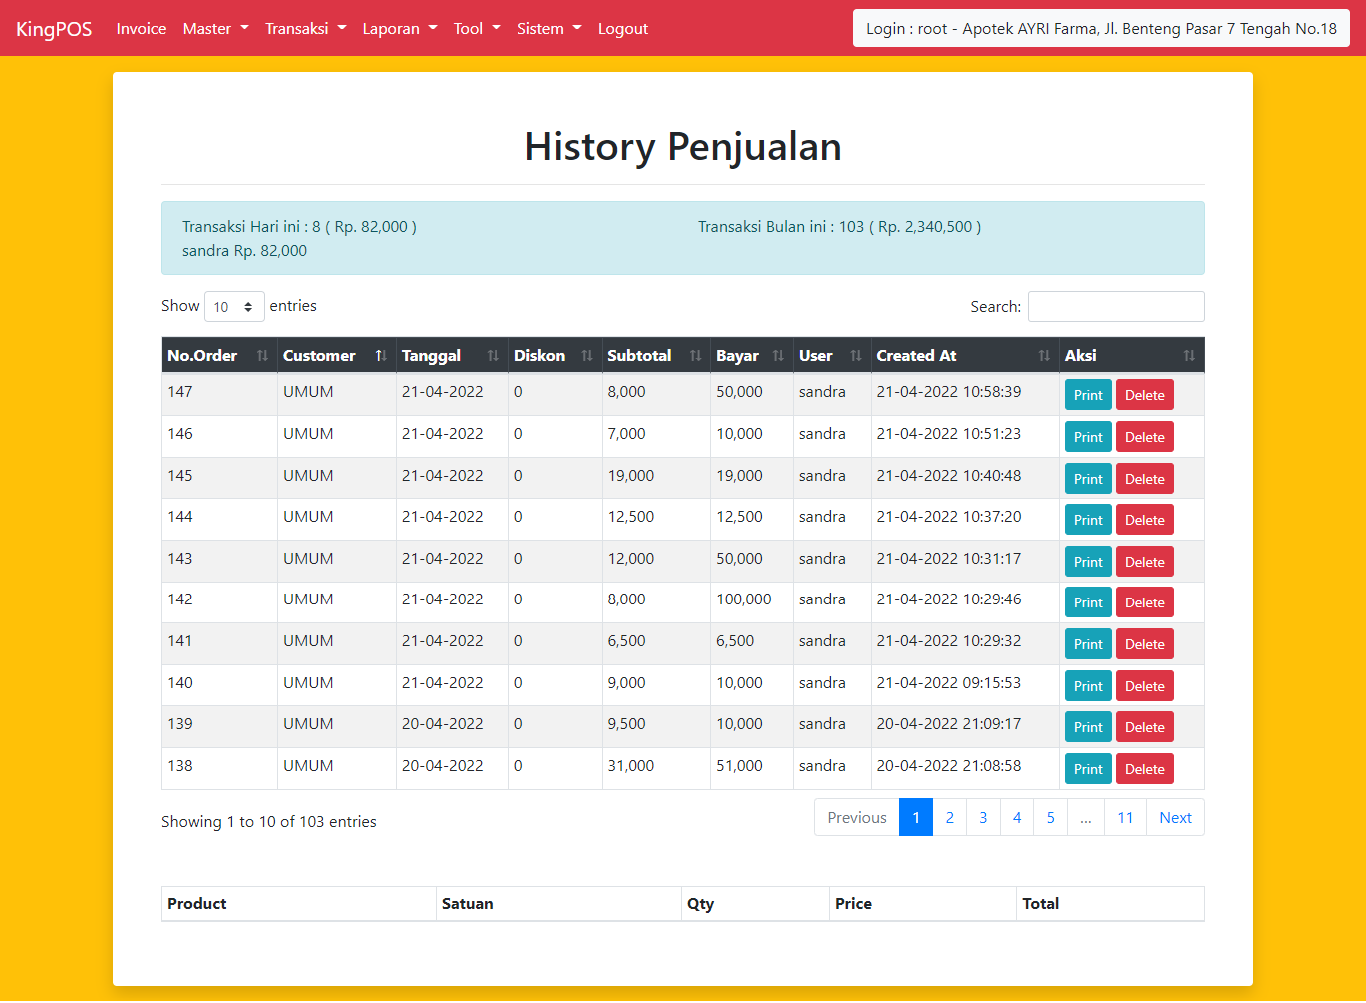 KingPOS Invoice Master Transaksi Laporan Tool Sistem Logout Login : root - Apotek AYRI Farma, Jl. Benteng Pasar 7 Tengah No.18
History Penjualan
Transaksi Hari ini : 8 ( Rp. 82,000 ) Transaksi Bulan ini : 103 ( Rp. 2,340,500 )
sandra Rp. 82,000
Show 10 entries Search:
No.Order Customer Tanggal Diskon Subtotal Bayar User Created At Aksi
147 UMUM 21-04-2022 0 8,000 50,000 sandra 21-04-2022 10:58:39 Print Delete
146 UMUM 21-04-2022 0 7,000 10,000 sandra 21-04-2022 10:51:23 Print Delete
145 UMUM 21-04-2022 0 19,000 19,000 sandra 21-04-2022 10:40:48 Print Delete
144 UMUM 21-04-2022 0 12,500 12,500 sandra 21-04-2022 10:37:20 Print Delete
143 UMUM 21-04-2022 0 12,000 50,000 sandra 21-04-2022 10:31:17 Print Delete
142 UMUM 21-04-2022 0 8,000 100,000 sandra 21-04-2022 10:29:46 Print Delete
141 UMUM 21-04-2022 0 6,500 6,500 sandra 21-04-2022 10:29:32 Print Delete
140 UMUM 21-04-2022 0 9,000 10,000 sandra 21-04-2022 09:15:53 Print Delete
139 UMUM 20-04-2022 0 9,500 10,000 sandra 20-04-2022 21:09:17 Print Delete
138 UMUM 20-04-2022 0 31,000 51,000 sandra 20-04-2022 21:08:58 Print Delete
Showing 1 to 10 of 103 entries Previous 1 2 3 4 5 ... 11 Next
Product Satuan Qty Price Total